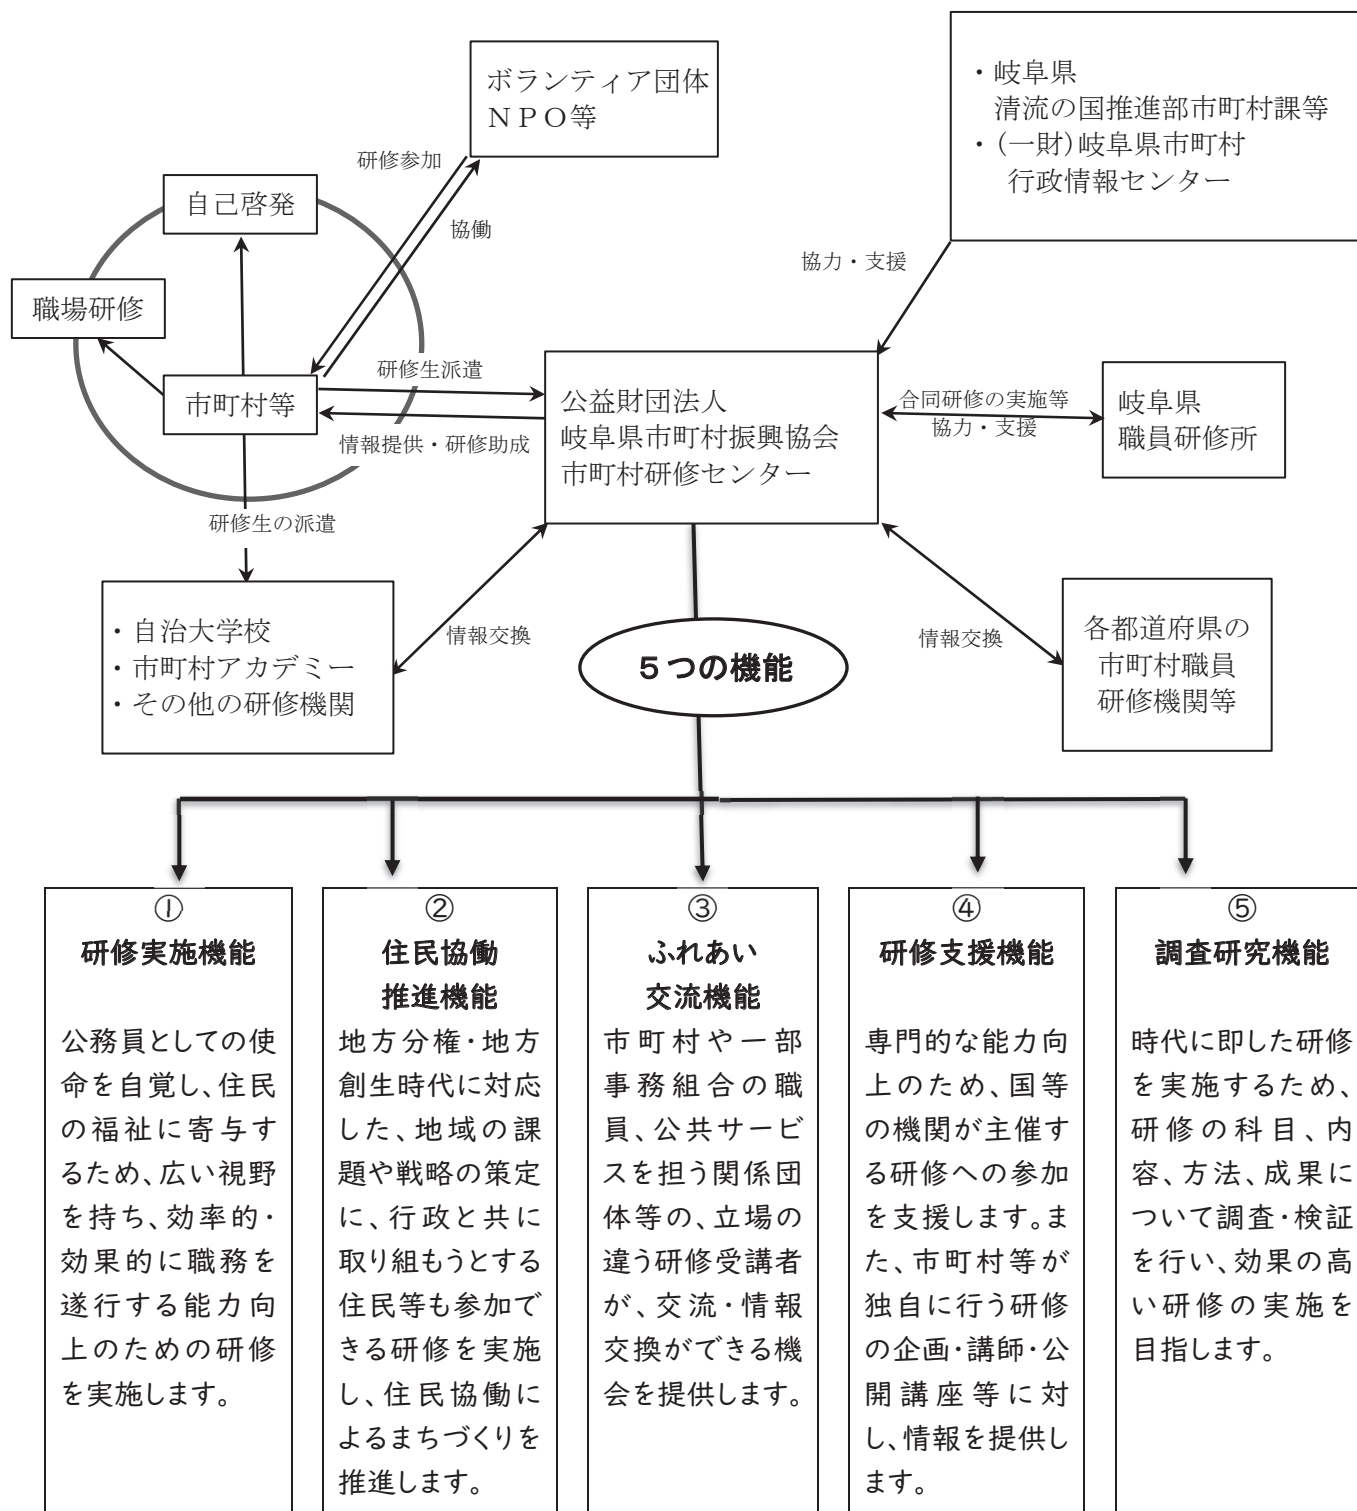 ボランティア団体
ＮＰＯ等
・岐阜県
清流の国推進部市町村課等
・(一財)岐阜県市町村
行政情報センター
研修参加
協働
自己啓発
協力・支援
職場研修
市町村等
研修生派遣
情報提供・研修助成
公益財団法人
岐阜県市町村振興協会
市町村研修センター
合同研修の実施等
協力・支援
岐阜県
職員研修所
研修生の派遣
・自治大学校
・市町村アカデミー
・その他の研修機関
情報交換
５つの機能
情報交換
各都道府県の
市町村職員
研修機関等
①
研修実施機能
公務員としての使
命を自覚し、住民
の福祉に寄与す
るため、広い視野
を持ち、効率的・
効果的に職務を
遂行する能力向
上のための研修
を実施します。
②
住民協働
推進機能
地方分権・地方
創生時代に対応
した、地域の課
題や戦略の策定
に、行政と共に
取り組もうとする
住民等も参加で
きる研修を実施
し、住民協働に
よるまちづくりを
推進します。
③
ふれあい
交流機能
市町村や一部
事務組合の職
員、公共サービ
スを担う関係団
体等の、立場の
違う研修受講者
が、交流・情報
交換ができる機
会を提供します。
④
研修支援機能
専門的な能力向
上のため、国等
の機関が主催す
る研修への参加
を支援します。ま
た、市町村等が
独自に行う研修
の企画・講師・公
開講座等に対
し、情報を提供し
ます。
⑤
調査研究機能
時代に即した研修
を実施するため、
研修の科目、内
容、方法、成果に
ついて調査・検証
を行い、効果の高
い研修の実施を
目指します。